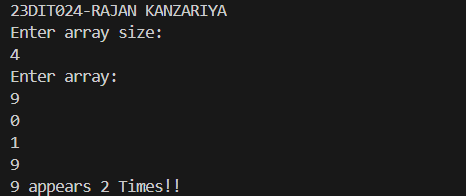 23DIT024-RAJAN KANZARIYA
Enter array size:
4
Enter array:
9
0
1
9
9 appears 2 Times!!